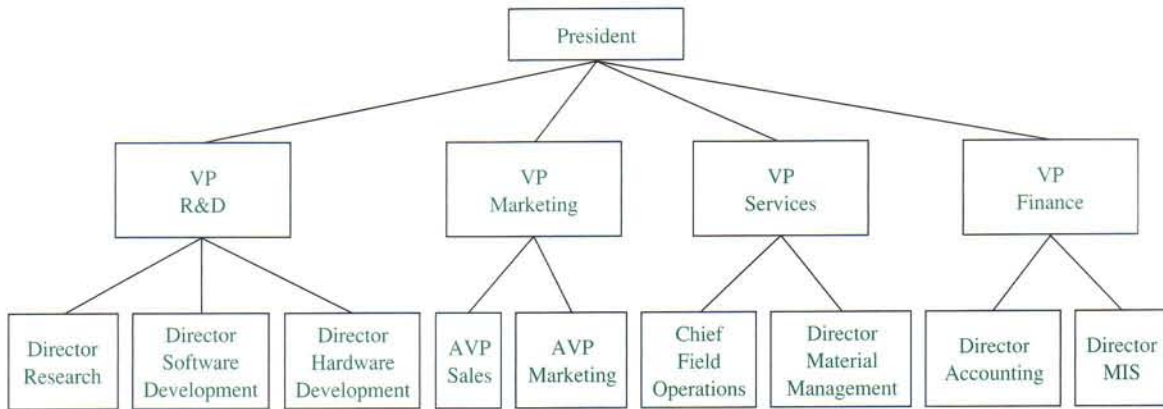 President
VP
R&D
VP
Marketing
VP
Services
VP
Finance
Director
Research
Director
Software
Development
Director
Hardware
Development
AVP
Sales
AVP
Marketing
Chief
Field
Operations
Director
Material
Management
Director
Accounting
Director
MIS